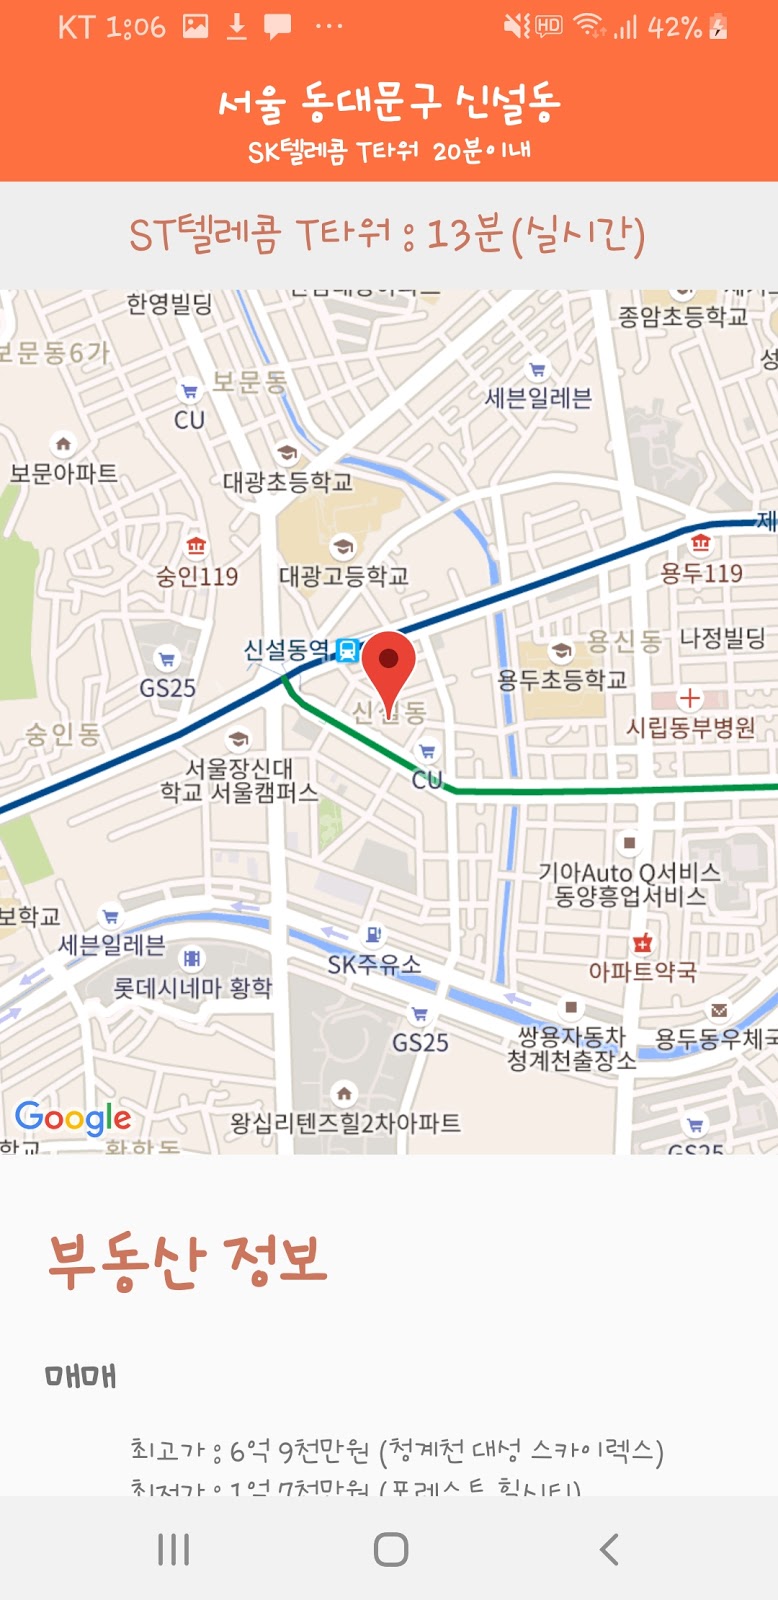 KT 1:06 HD 42%
서울 동대문구 신설동
SK텔레콤 T타워 20분이내
ST텔레콤 T타워 : 13분(실시간)
한영빌딩
종암초등학교
보문동6가
보문동
CU
세븐일레븐
보문아파트
대광초등학교
숭인119
대광고등학교
제
용두119
신설동역
용신동
나정빌딩
GS25
용두초등학교
신설동
숭인동
시립동부병원
서울장신대
학교 서울캠퍼스
CU
기아Auto Q서비스
동양흥업서비스
보학교
세븐일레븐
SK주유소
아파트약국
롯데시네마 황학
쌍용자동차
청계천출장소
용두동우체국
GS25
왕십리텐즈힐2차아파트
Google
학교
황학동
GS25
부동산 정보
매매
최고가 : 6억 9천만원 (청계천 대성 스카이렉스)
최저가 : 1억 7천만원 (포레스트 힐시티)